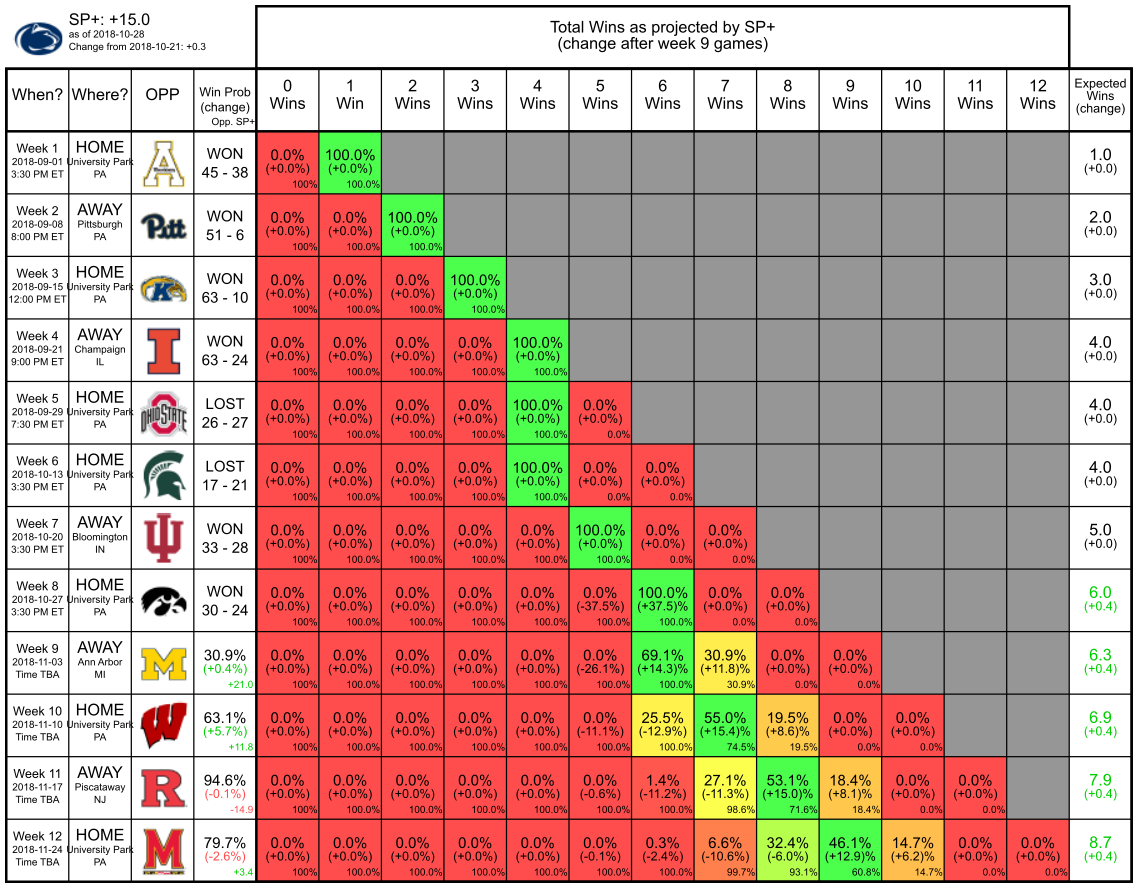 SP+: +15.0
as of 2018-10-28
Change from 2018-10-21: +0.3
Total Wins as projected by SP+
(change after week 9 games)
When? Where? OPP Win Prob (change) Opp. SP+ 0 Wins 1 Win 2 Wins 3 Wins 4 Wins 5 Wins 6 Wins 7 Wins 8 Wins 9 Wins 10 Wins 11 Wins 12 Wins Expected Wins (change)
Week 1 HOME WON 0.0% 100.0% 1.0
2018-09-01 University Park A 45 - 38 (+0.0%) (+0.0%) (+0.0)
3:30 PM ET PA 100% 100.0%
Week 2 AWAY WON 0.0% 0.0% 100.0% 2.0
2018-09-08 Pittsburgh Pitt 51 - 6 (+0.0%) (+0.0%) (+0.0%) (+0.0)
8:00 PM ET PA 100% 100.0% 100.0%
Week 3 HOME WON 0.0% 0.0% 0.0% 100.0% 3.0
2018-09-15 University Park K 63 - 10 (+0.0%) (+0.0%) (+0.0%) (+0.0%) (+0.0)
12:00 PM ET PA 100% 100.0% 100.0% 100.0%
Week 4 AWAY WON 0.0% 0.0% 0.0% 0.0% 100.0% 4.0
2018-09-21 Champaign I 63 - 24 (+0.0%) (+0.0%) (+0.0%) (+0.0%) (+0.0%) (+0.0)
9:00 PM ET IL 100% 100.0% 100.0% 100.0% 100.0%
Week 5 HOME LOST 0.0% 0.0% 0.0% 0.0% 100.0% 0.0% 4.0
2018-09-29 University Park OHIO STATE 26 - 27 (+0.0%) (+0.0%) (+0.0%) (+0.0%) (+0.0%) (+0.0%) (+0.0)
7:30 PM ET PA 100% 100.0% 100.0% 100.0% 100.0% 0.0%
Week 6 HOME LOST 0.0% 0.0% 0.0% 0.0% 100.0% 0.0% 0.0% 4.0
2018-10-13 University Park 17 - 21 (+0.0%) (+0.0%) (+0.0%) (+0.0%) (+0.0%) (+0.0%) (+0.0%) (+0.0)
3:30 PM ET PA 100% 100.0% 100.0% 100.0% 100.0% 0.0% 0.0%
Week 7 AWAY WON 0.0% 0.0% 0.0% 0.0% 0.0% 100.0% 0.0% 0.0% 5.0
2018-10-20 Bloomington 33 - 28 (+0.0%) (+0.0%) (+0.0%) (+0.0%) (+0.0%) (+0.0%) (+0.0%) (+0.0%) (+0.0)
3:30 PM ET IN 100% 100.0% 100.0% 100.0% 100.0% 100.0% 0.0% 0.0%
Week 8 HOME WON 0.0% 0.0% 0.0% 0.0% 0.0% 0.0% 100.0% 0.0% 0.0% 6.0
2018-10-27 University Park 30 - 24 (+0.0%) (+0.0%) (+0.0%) (+0.0%) (+0.0%) (-37.5%) (+37.5)% (+0.0%) (+0.0%) (+0.4)
3:30 PM ET PA 100% 100.0% 100.0% 100.0% 100.0% 100.0% 100.0% 0.0% 0.0%
Week 9 AWAY 30.9% 0.0% 0.0% 0.0% 0.0% 0.0% 0.0% 69.1% 30.9% 0.0% 0.0% 6.3
2018-11-03 Ann Arbor M (+0.4%) (+0.0%) (+0.0%) (+0.0%) (+0.0%) (+0.0%) (-26.1%) (+14.3)% (+11.8)% (+0.0%) (+0.0%) (+0.4)
Time TBA MI +21.0 100% 100.0% 100.0% 100.0% 100.0% 100.0% 100.0% 30.9% 0.0% 0.0%
Week 10 HOME 63.1% 0.0% 0.0% 0.0% 0.0% 0.0% 0.0% 25.5% 55.0% 19.5% 0.0% 0.0% 6.9
2018-11-10 University Park W (+5.7%) (+0.0%) (+0.0%) (+0.0%) (+0.0%) (+0.0%) (-11.1%) (-12.9%) (+15.4)% (+8.6)% (+0.0%) (+0.0%) (+0.4)
Time TBA PA +11.8 100% 100.0% 100.0% 100.0% 100.0% 100.0% 100.0% 74.5% 19.5% 0.0% 0.0%
Week 11 AWAY 94.6% 0.0% 0.0% 0.0% 0.0% 0.0% 0.0% 1.4% 27.1% 53.1% 18.4% 0.0% 0.0% 7.9
2018-11-17 Piscataway R (-0.1%) (+0.0%) (+0.0%) (+0.0%) (+0.0%) (+0.0%) (-0.6%) (-11.2%) (-11.3%) (+15.0)% (+8.1)% (+0.0%) (+0.0%) (+0.4)
Time TBA NJ -14.9 100% 100.0% 100.0% 100.0% 100.0% 100.0% 100.0% 98.6% 71.6% 18.4% 0.0% 0.0%
Week 12 HOME 79.7% 0.0% 0.0% 0.0% 0.0% 0.0% 0.0% 0.3% 6.6% 32.4% 46.1% 14.7% 0.0% 0.0% 8.7
2018-11-24 University Park M (-2.6%) (+0.0%) (+0.0%) (+0.0%) (+0.0%) (+0.0%) (-0.1%) (-2.4%) (-10.6%) (-6.0%) (+12.9)% (+6.2)% (+0.0%) (+0.0%) (+0.4)
Time TBA PA +3.4 100% 100.0% 100.0% 100.0% 100.0% 100.0% 100.0% 99.7% 93.1% 60.8% 14.7% 0.0% 0.0%